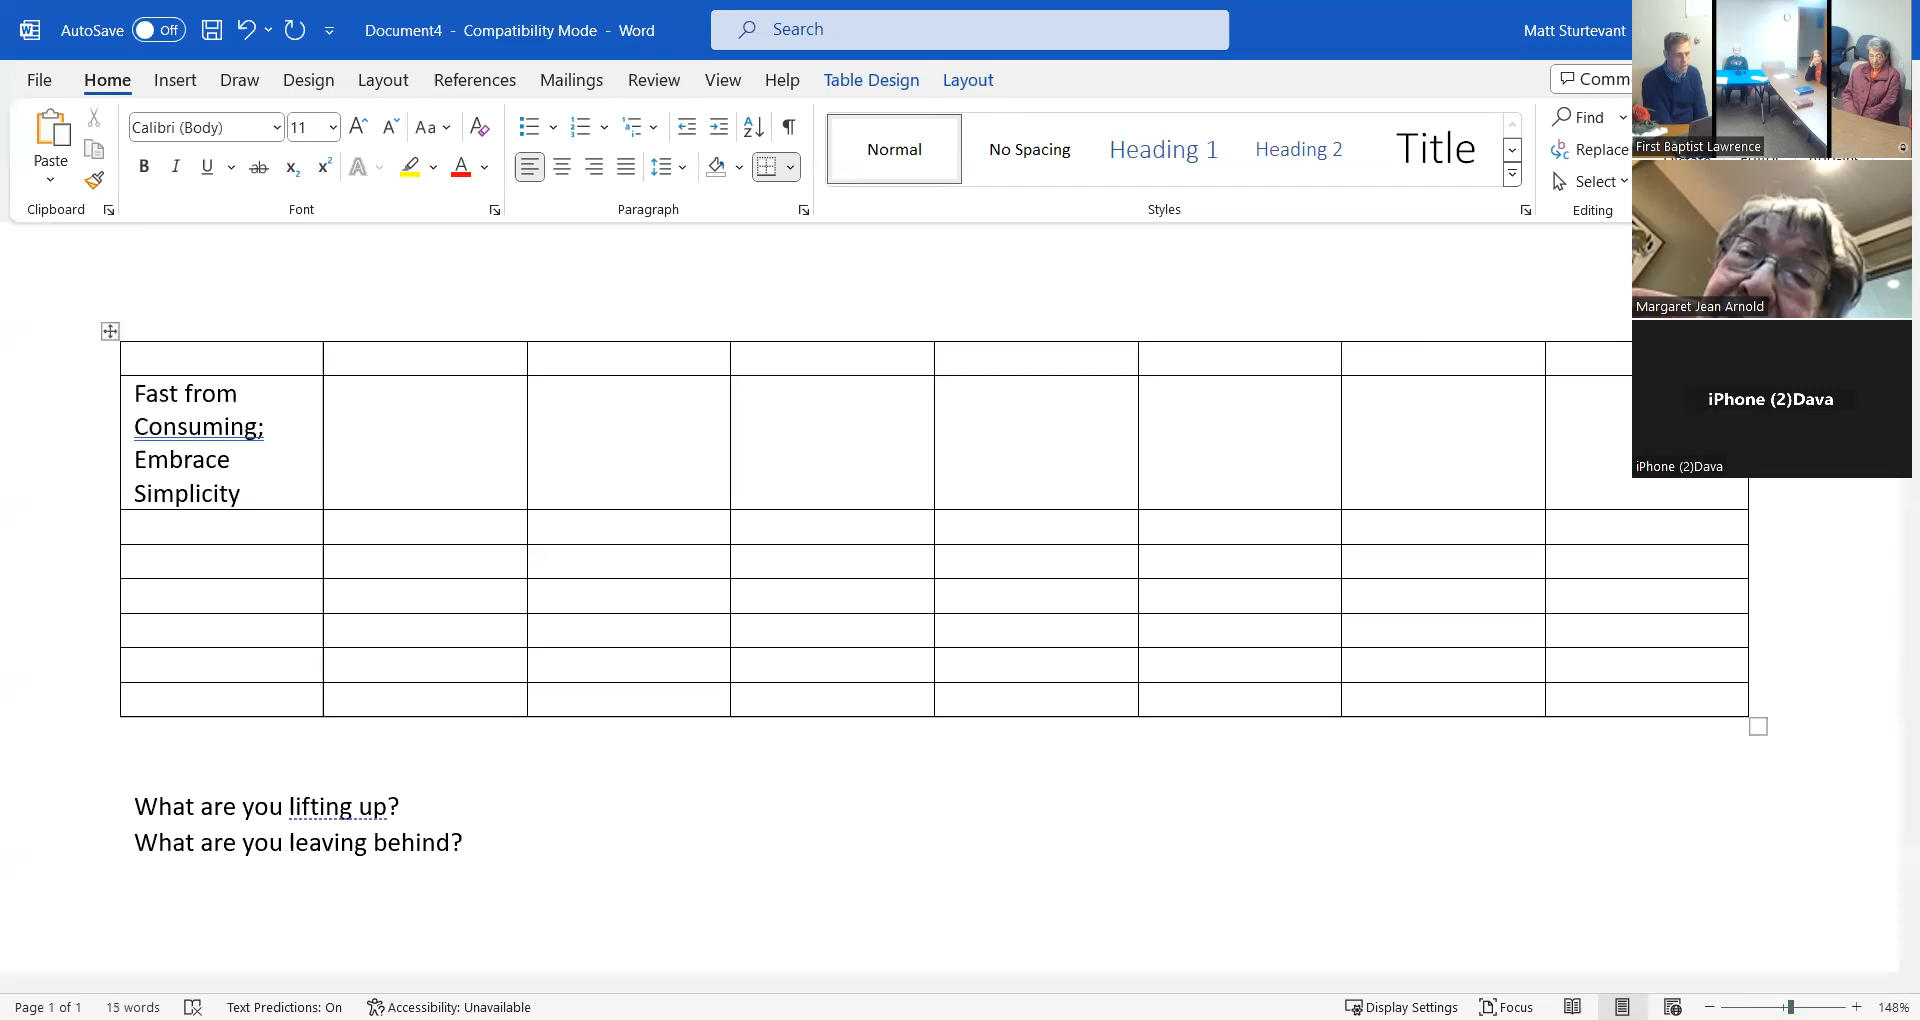 AutoSave Off Document4 - Compatibility Mode - Word Search Matt Sturtevant
File Home Insert Draw Design Layout References Mailings Review View Help Table Design Layout Comm
Calibri (Body) 11 Aa
Normal No Spacing Heading 1 Heading 2 Title
Find
Replace
Select
Paste
Clipboard Font Paragraph Styles Editing
First Baptist Lawrence
Margaret Jean Arnold
iPhone (2)Dava
iPhone (2)Dava
Fast from
Consuming;
Embrace
Simplicity
What are you lifting up?
What are you leaving behind?
Page 1 of 1 15 words Text Predictions: On Accessibility: Unavailable Display Settings Focus 148%